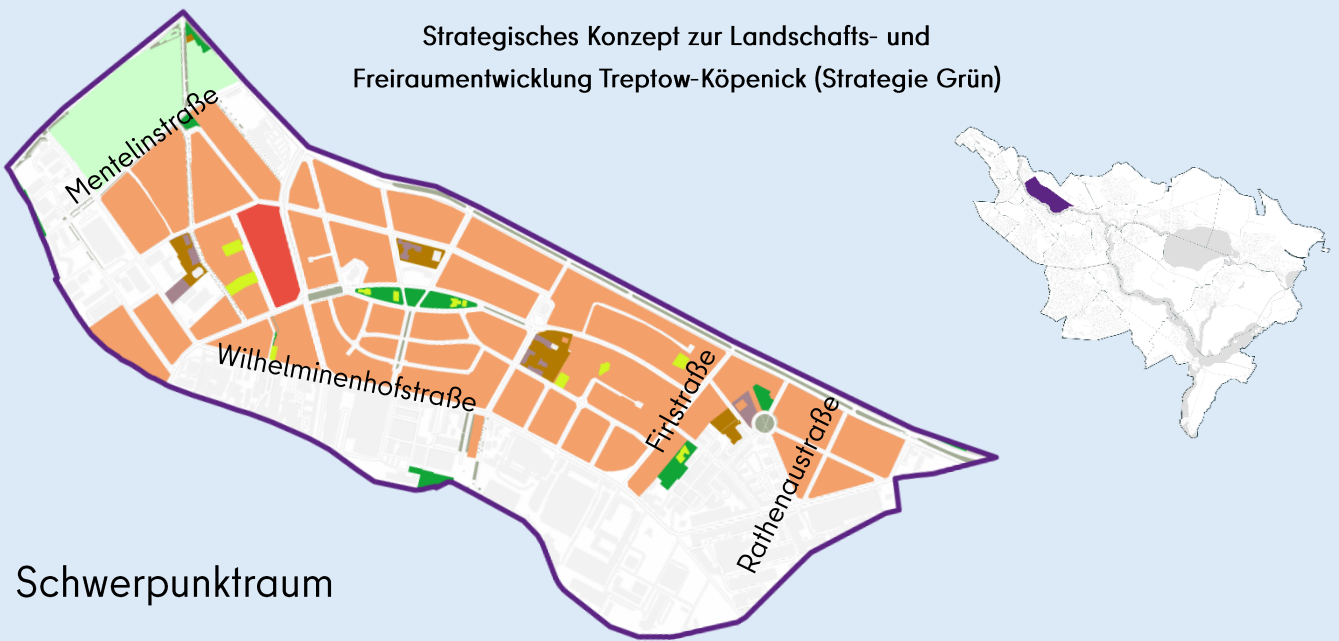 Strategisches Konzept zur Landschafts- und
Freiraumentwicklung Treptow-Köpenick (Strategie Grün)
Mentelinstraße
Wilhelminenhofstraße
Firlstraße
Rathenaustraße
Schwerpunktraum